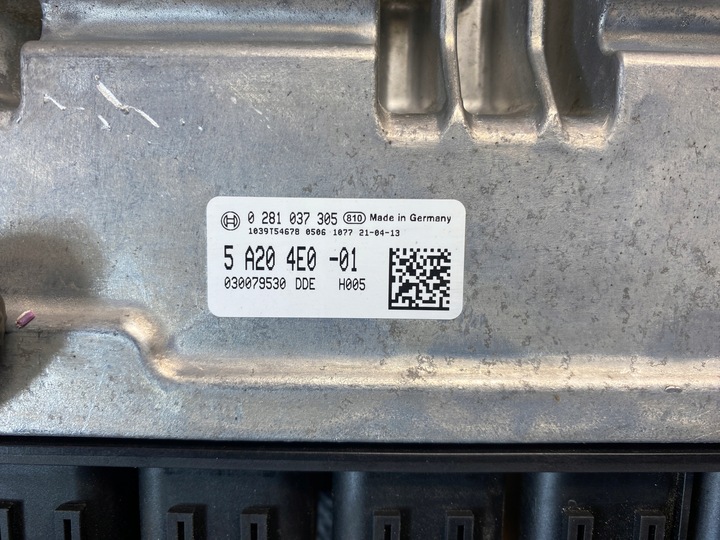 0 281 037 305 810 Made in Germany
1039T54678 0506 1077 21-04-13
5 A20 4E0 -01
030079530 DDE H005